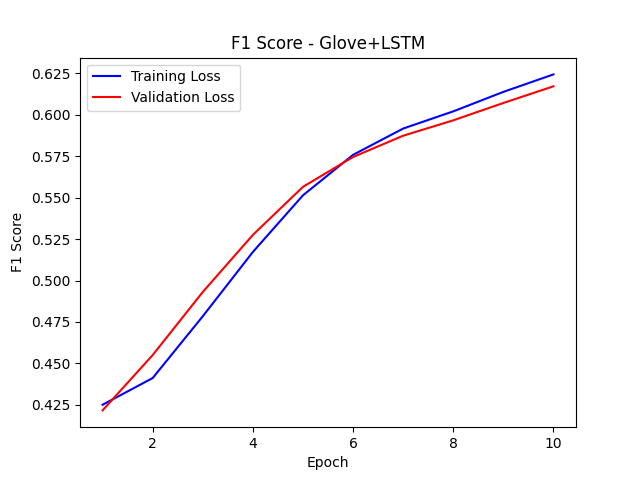 F1 Score - Glove+LSTM
Training Loss
Validation Loss
0.625
0.600
0.575
0.550
0.525
0.500
0.475
0.450
0.425
F1 Score
2 4 6 8 10
Epoch